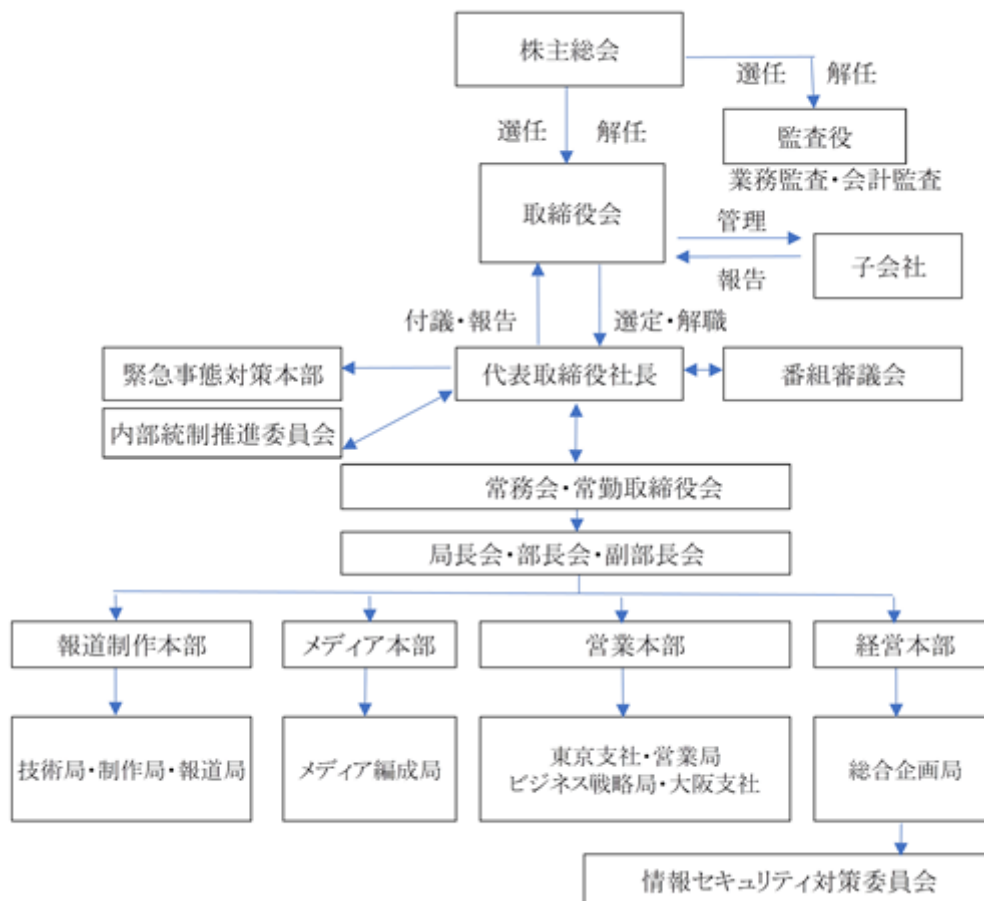 株主総会
選任 解任
選任 解任
監査役
業務監査・会計監査
取締役会
管理
子会社
報告
付議・報告
選定・解職
緊急事態対策本部
代表取締役社長
番組審議会
内部統制推進委員会
常務会・常勤取締役会
局長会・部長会・副部長会
報道制作本部
メディア本部
営業本部
経営本部
技術局・制作局・報道局
メディア編成局
東京支社・営業局
ビジネス戦略局・大阪支社
総合企画局
情報セキュリティ対策委員会